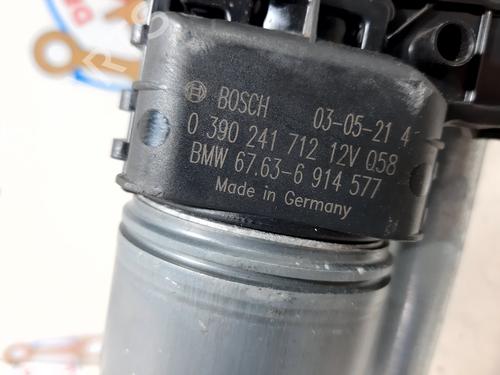 BOSCH 03-05-21 4
0 390 241 712 12V Q58
BMW 67.63-6 914 577
Made in Germany